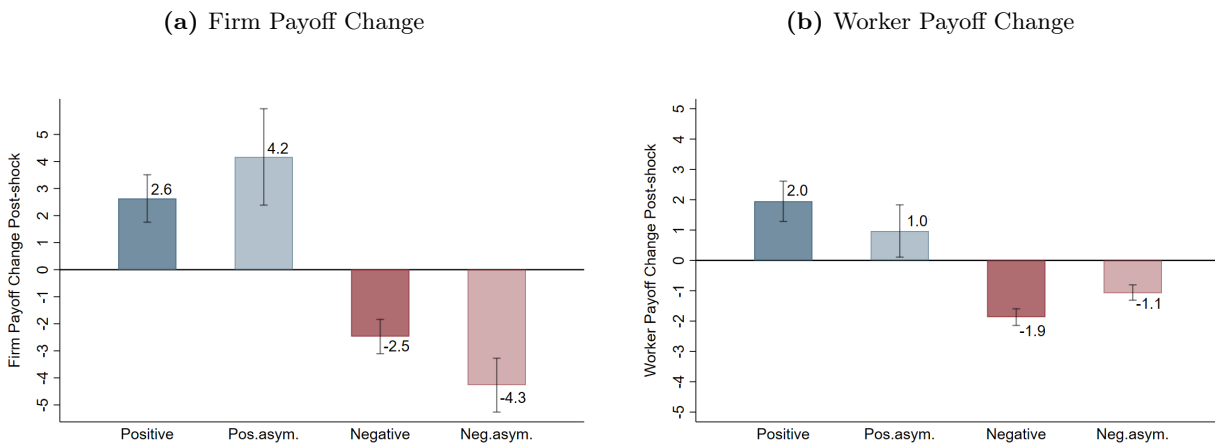 (a) Firm Payoff Change
Firm Payoff Change Post-shock
5
4
3
2
1
0
-1
-2
-3
-4
-5
2.6
4.2
-2.5
-4.3
Positive
Pos.asym.
Negative
Neg.asym.
(b) Worker Payoff Change
Worker Payoff Change Post-shock
5
4
3
2
1
0
-1
-2
-3
-4
-5
2.0
1.0
-1.9
-1.1
Positive
Pos.asym.
Negative
Neg.asym.